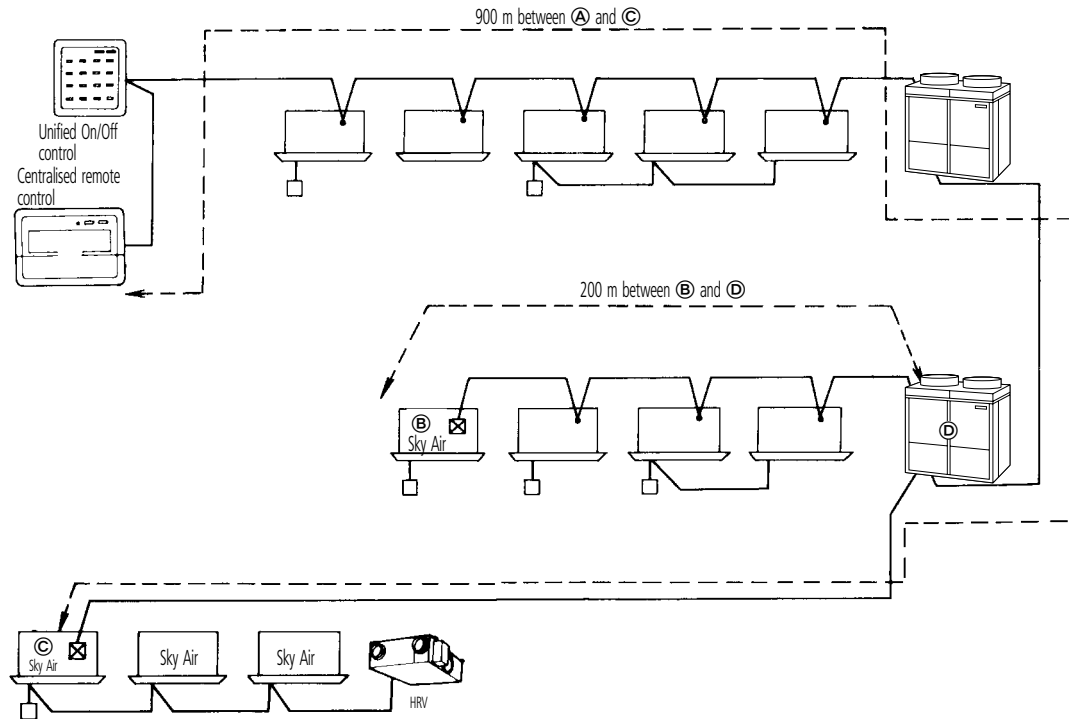 900 m between Ⓐ and Ⓒ
Unified On/Off
control
Centralised remote
control
200 m between Ⓑ and Ⓓ
Ⓑ
Sky Air
Ⓓ
Ⓒ
Sky Air
Sky Air
Sky Air
HRV